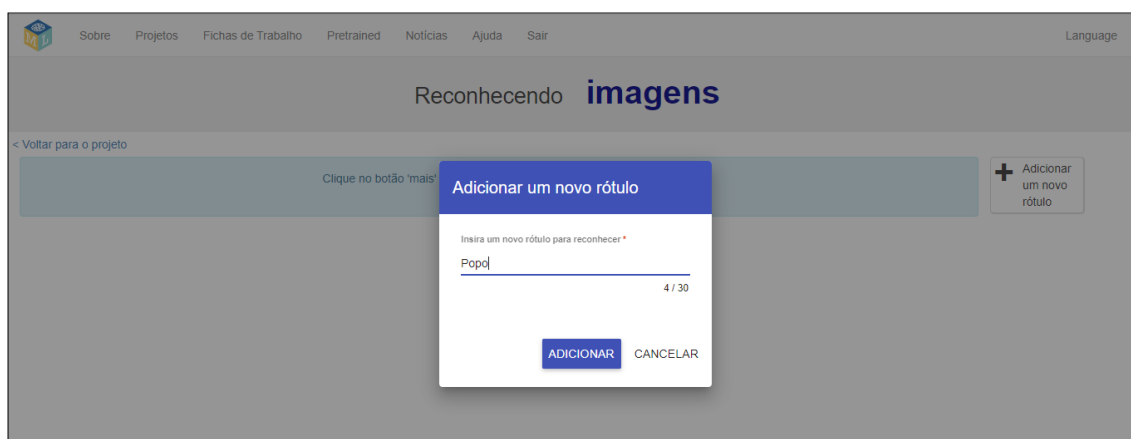 Sobre Projetos Fichas de Trabalho Pretrained Notícias Ajuda Sair Language
Reconhecendo imagens
< Voltar para o projeto
Clique no botão 'mais'
Adicionar um novo rótulo
Adicionar um novo rótulo
Insira um novo rótulo para reconhecer *
Popo
4 / 30
ADICIONAR CANCELAR